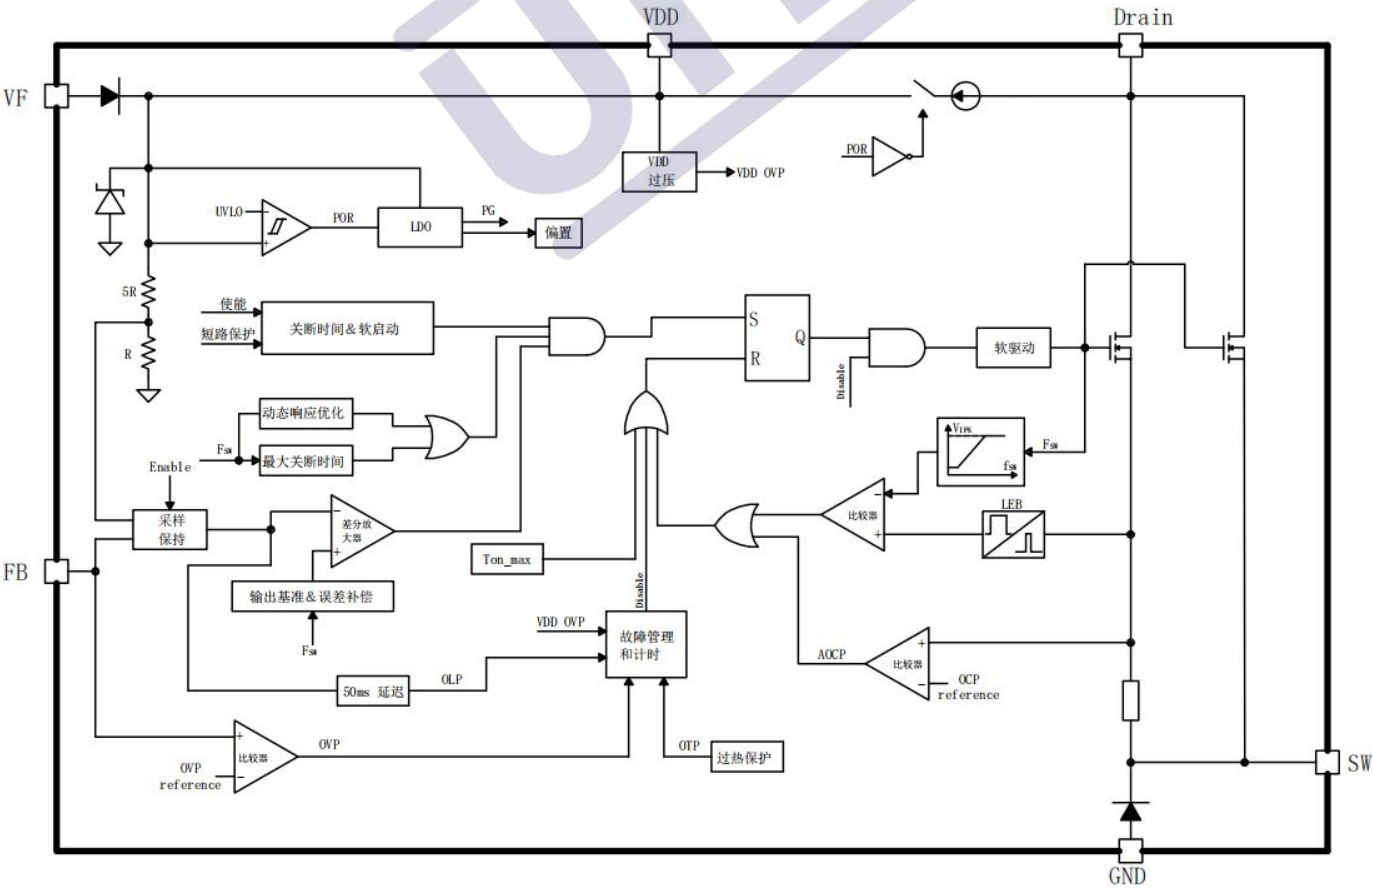 VDD
Drain
VF
POR
VDD
过压
VDD OVP
UVLO
-
+
POR
LDO
PG
偏置
5R
R
使能
短路保护
关断时间&软启动
S
R
Q
Disable
软驱动
动态响应优化
Fsw
最大关断时间
VIPK
fsw
Fsw
Enable
采样
保持
-
差分放
大器
+
-
比较器
+
LEB
FB
Ton_max
输出基准&误差补偿
Fsw
Disable
VDD OVP
故障管理
和计时
AOCP
+
比较器
-
OCP
reference
50ms 延迟
OLP
+
比较器
-
OVP
OVP
reference
OTP
过热保护
SW
GND